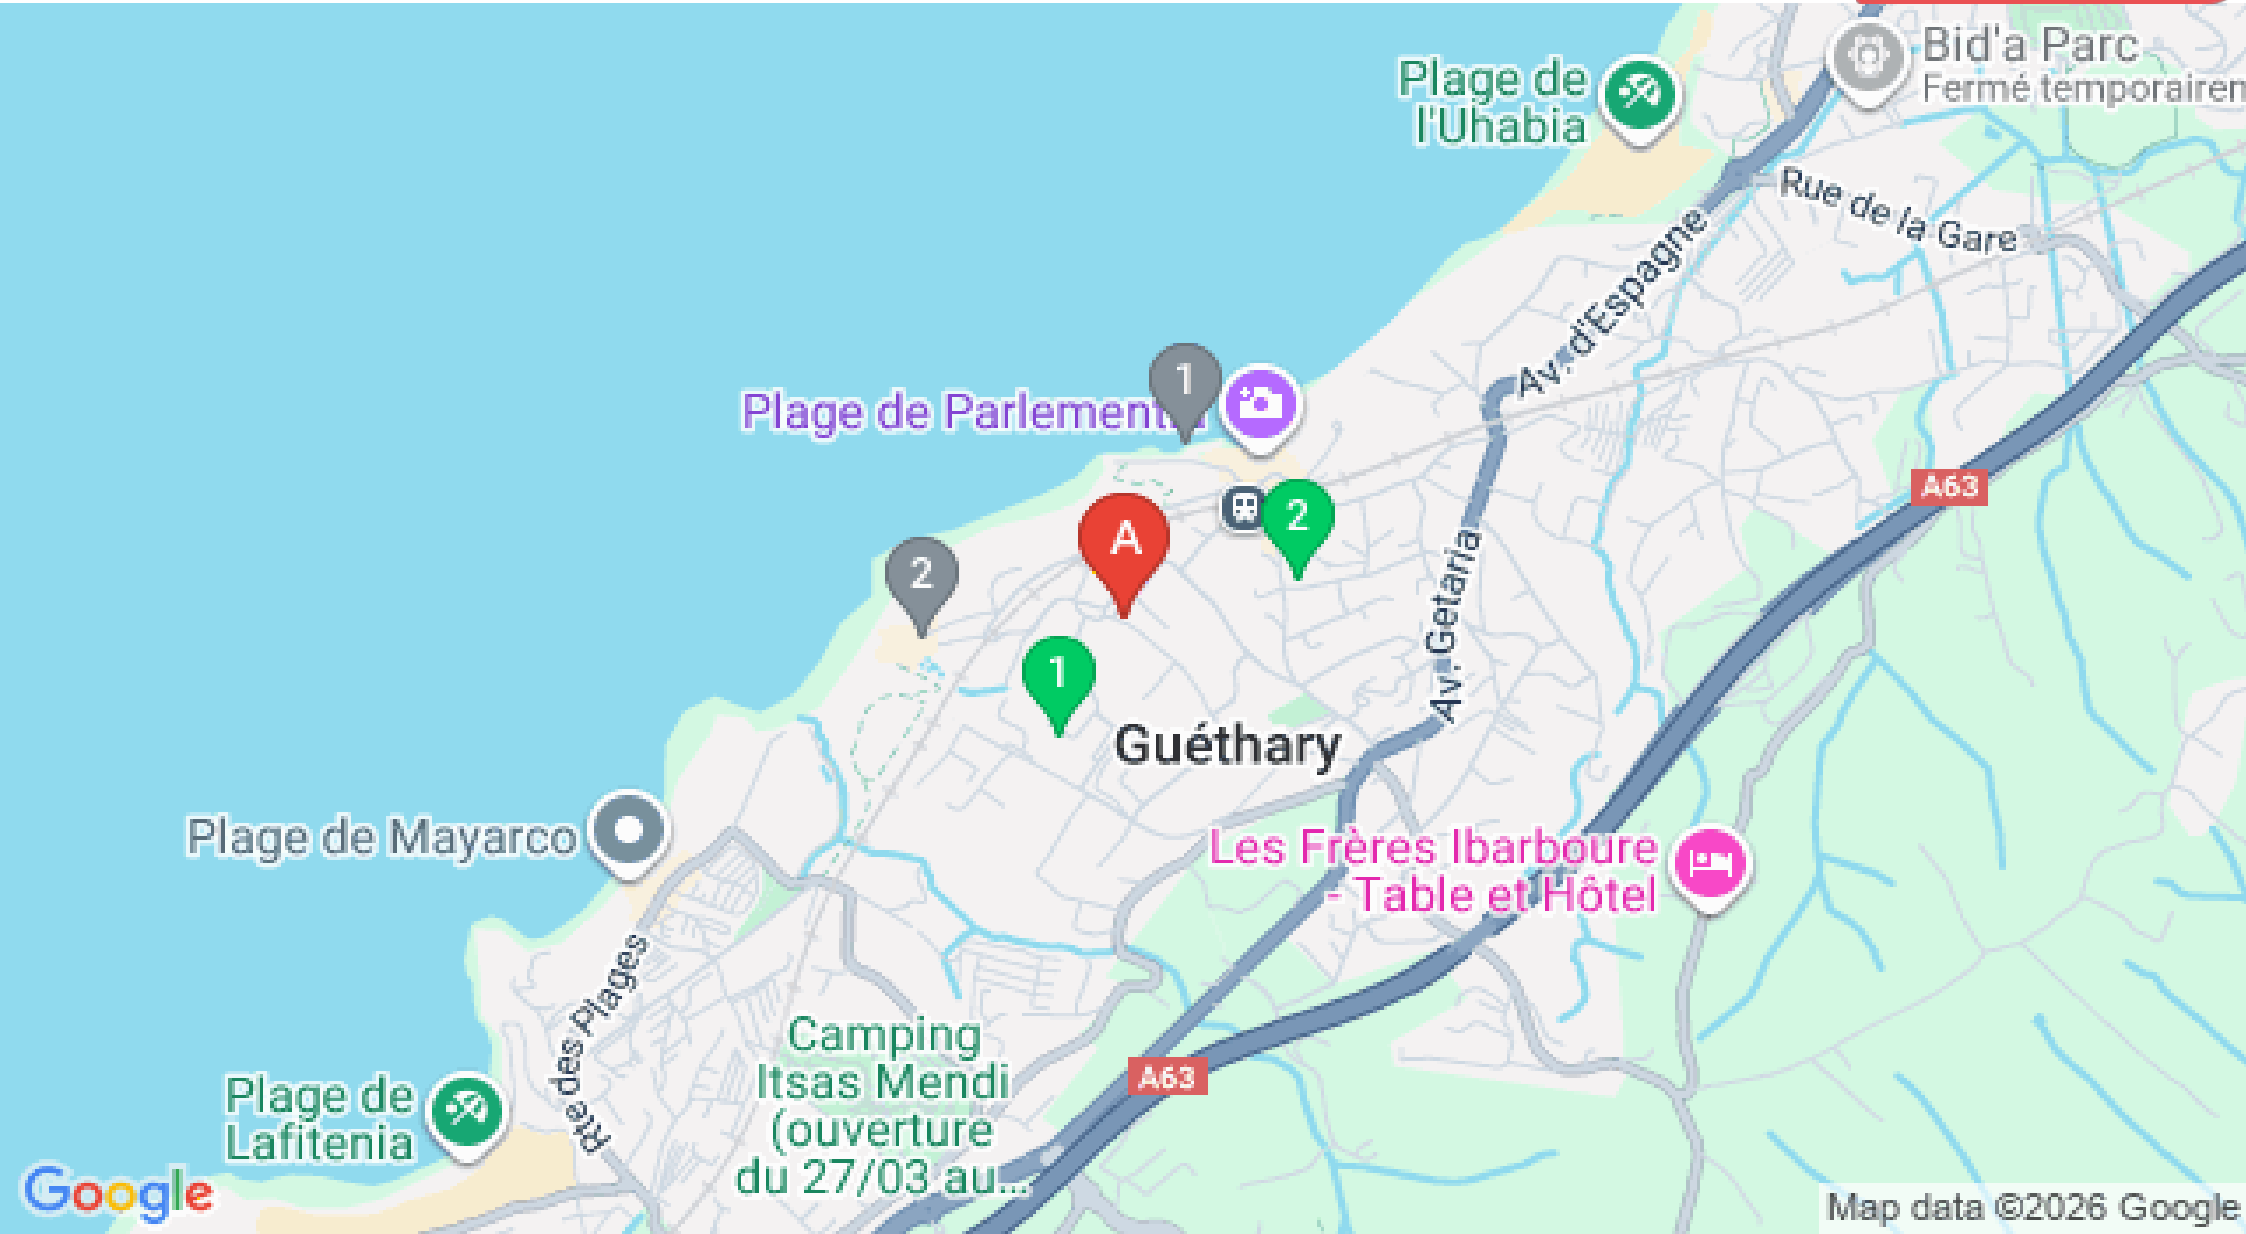 Bid'a Parc
Fermé temporairem
Plage de
l'Uhabia
Rue de la Gare
Av. d'Espagne
1
Plage de Parlement
A63
2
A
2
Av. Getaria
1
Guéthary
Plage de Mayarco
Les Frères Ibarboure
- Table et Hôtel
Rte des Plages
Camping
Itsas Mendi
(ouverture
du 27/03 au...
A63
Plage de
Lafitenia
Google
Map data ©2026 Google